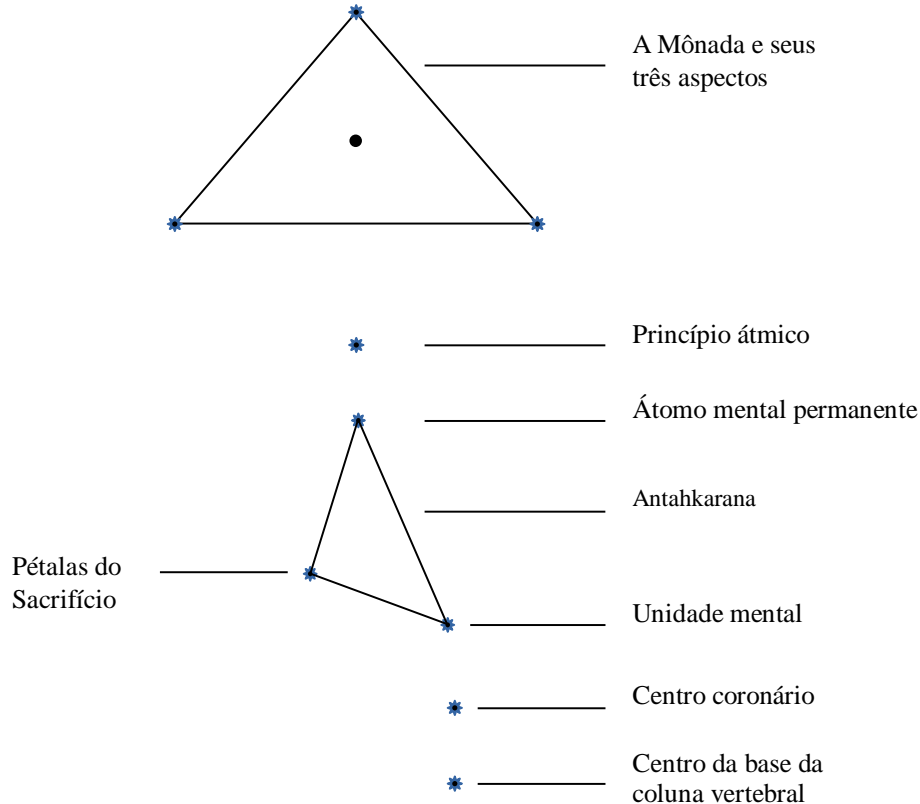 A Mônada e seus
três aspectos
Princípio átmico
Átomo mental permanente
Antahkarana
Pétalas do
Sacrifício
Unidade mental
Centro coronário
Centro da base da
coluna vertebral